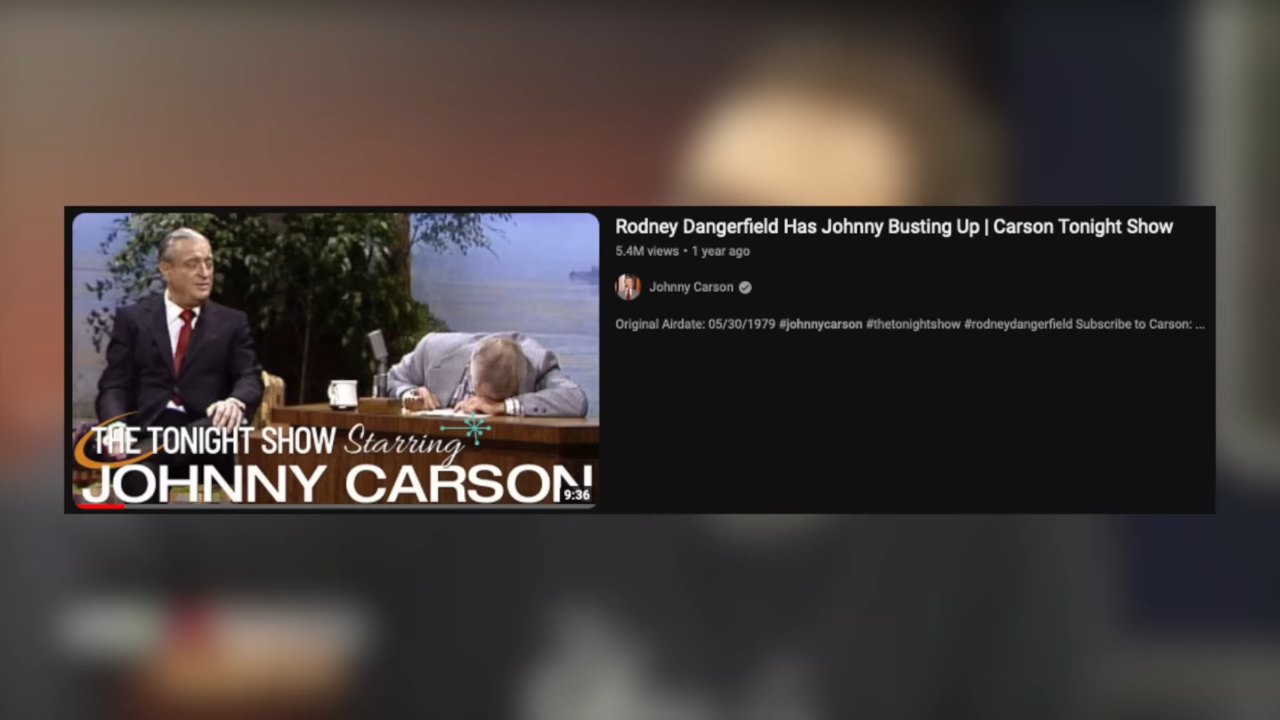 Rodney Dangerfield Has Johnny Busting Up | Carson Tonight Show
5.4M views • 1 year ago
Johnny Carson
Original Airdate: 05/30/1979 #johnnycarson #thetonightshow #rodneydangerfield Subscribe to Carson: ...
THE TONIGHT SHOW Starring
JOHNNY CARSON
9:36